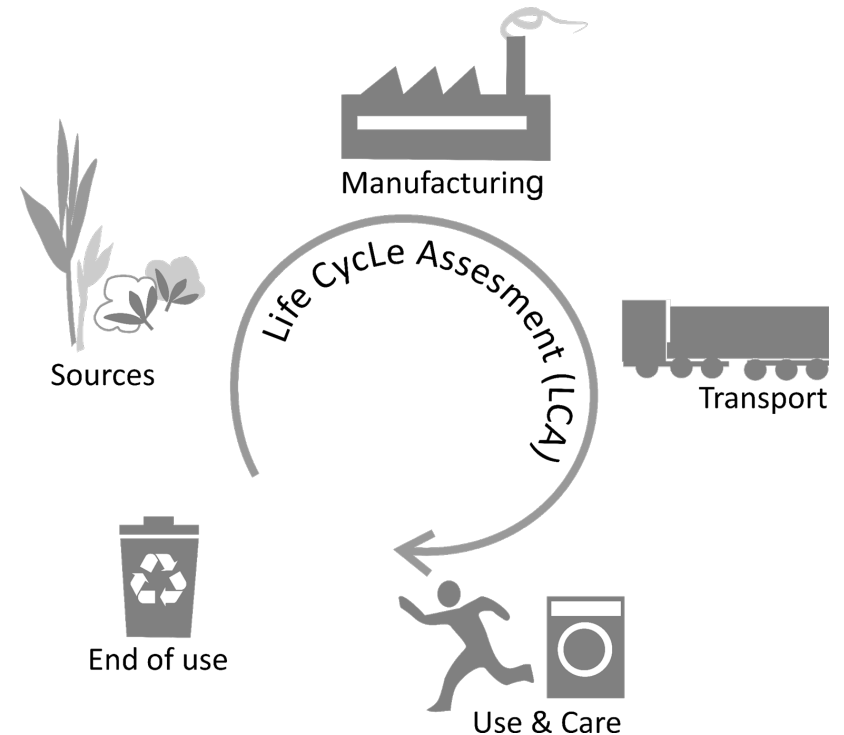 Manufacturing
Life CycLe Assesment (LCA)
Sources
Transport
End of use
Use & Care